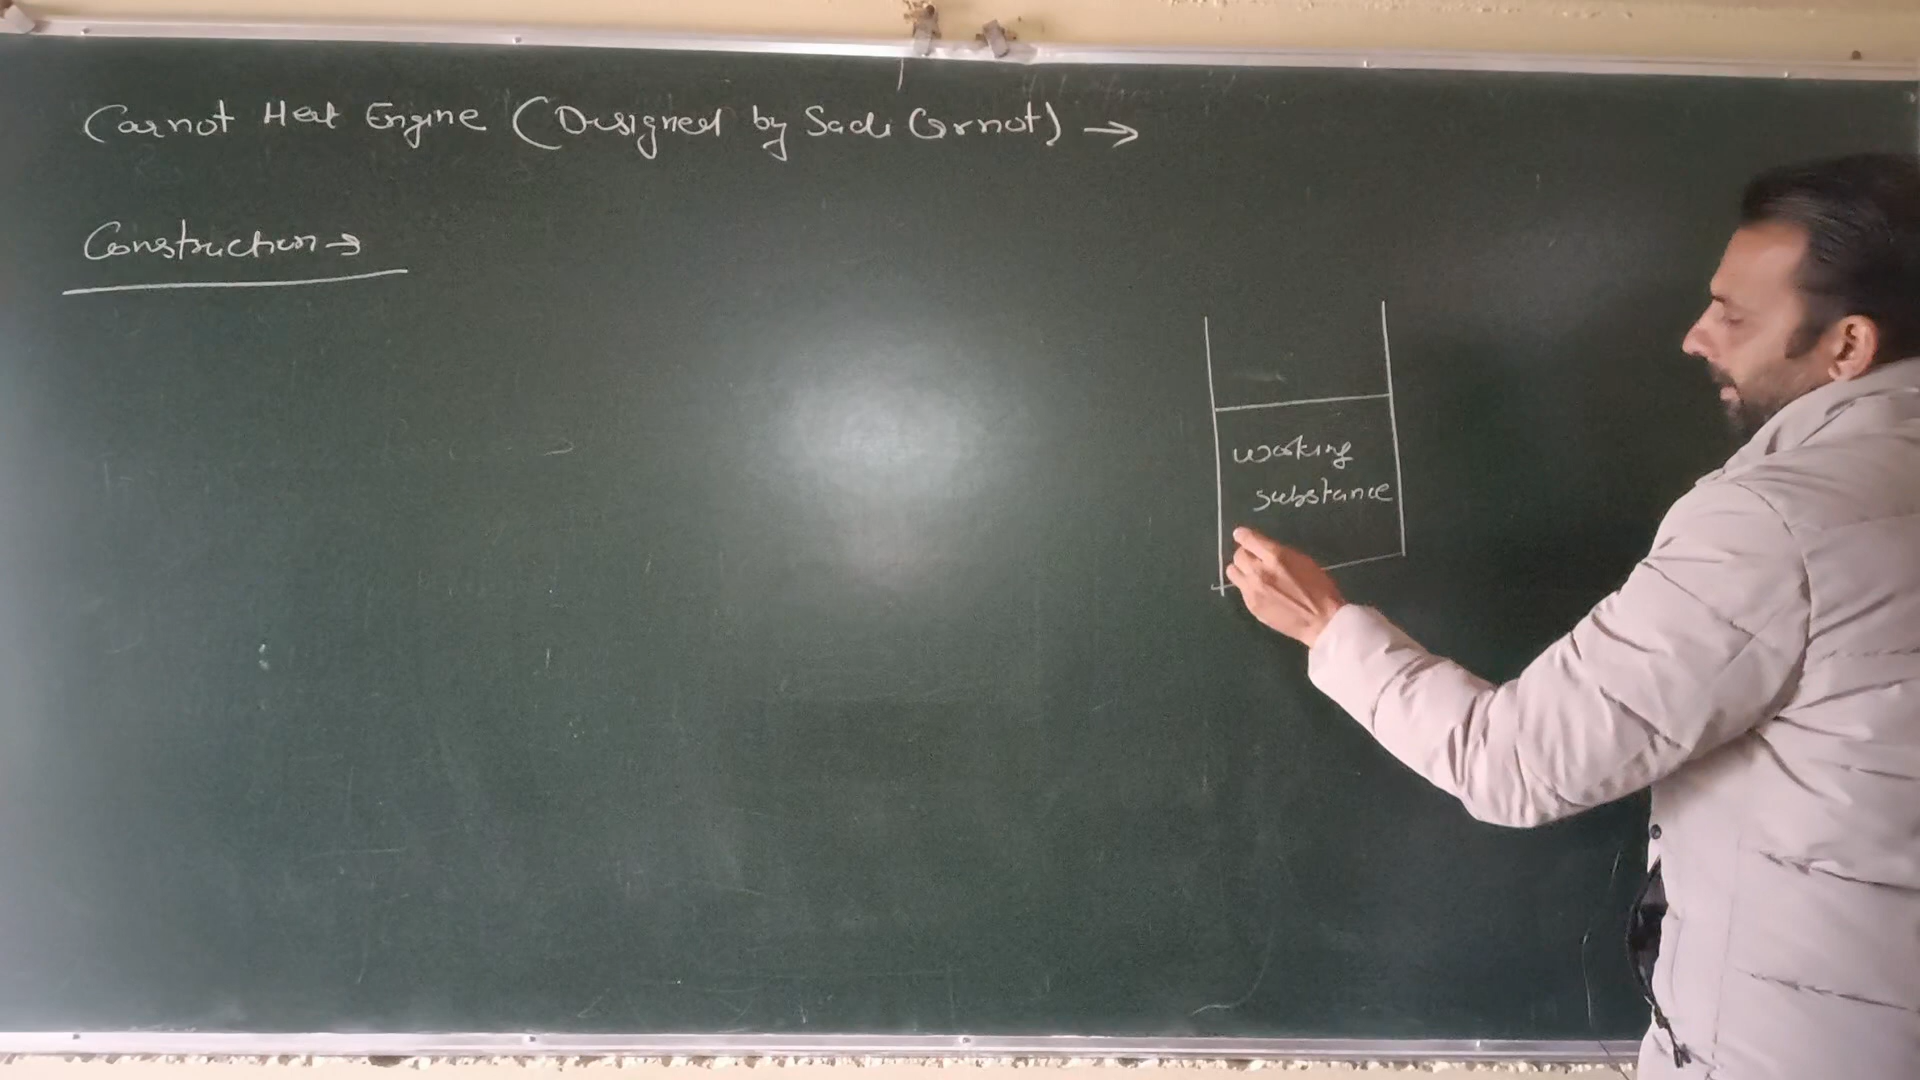 Carnot Heat Engine (Designed by Sadi Carnot) →
Construction →
working
substance